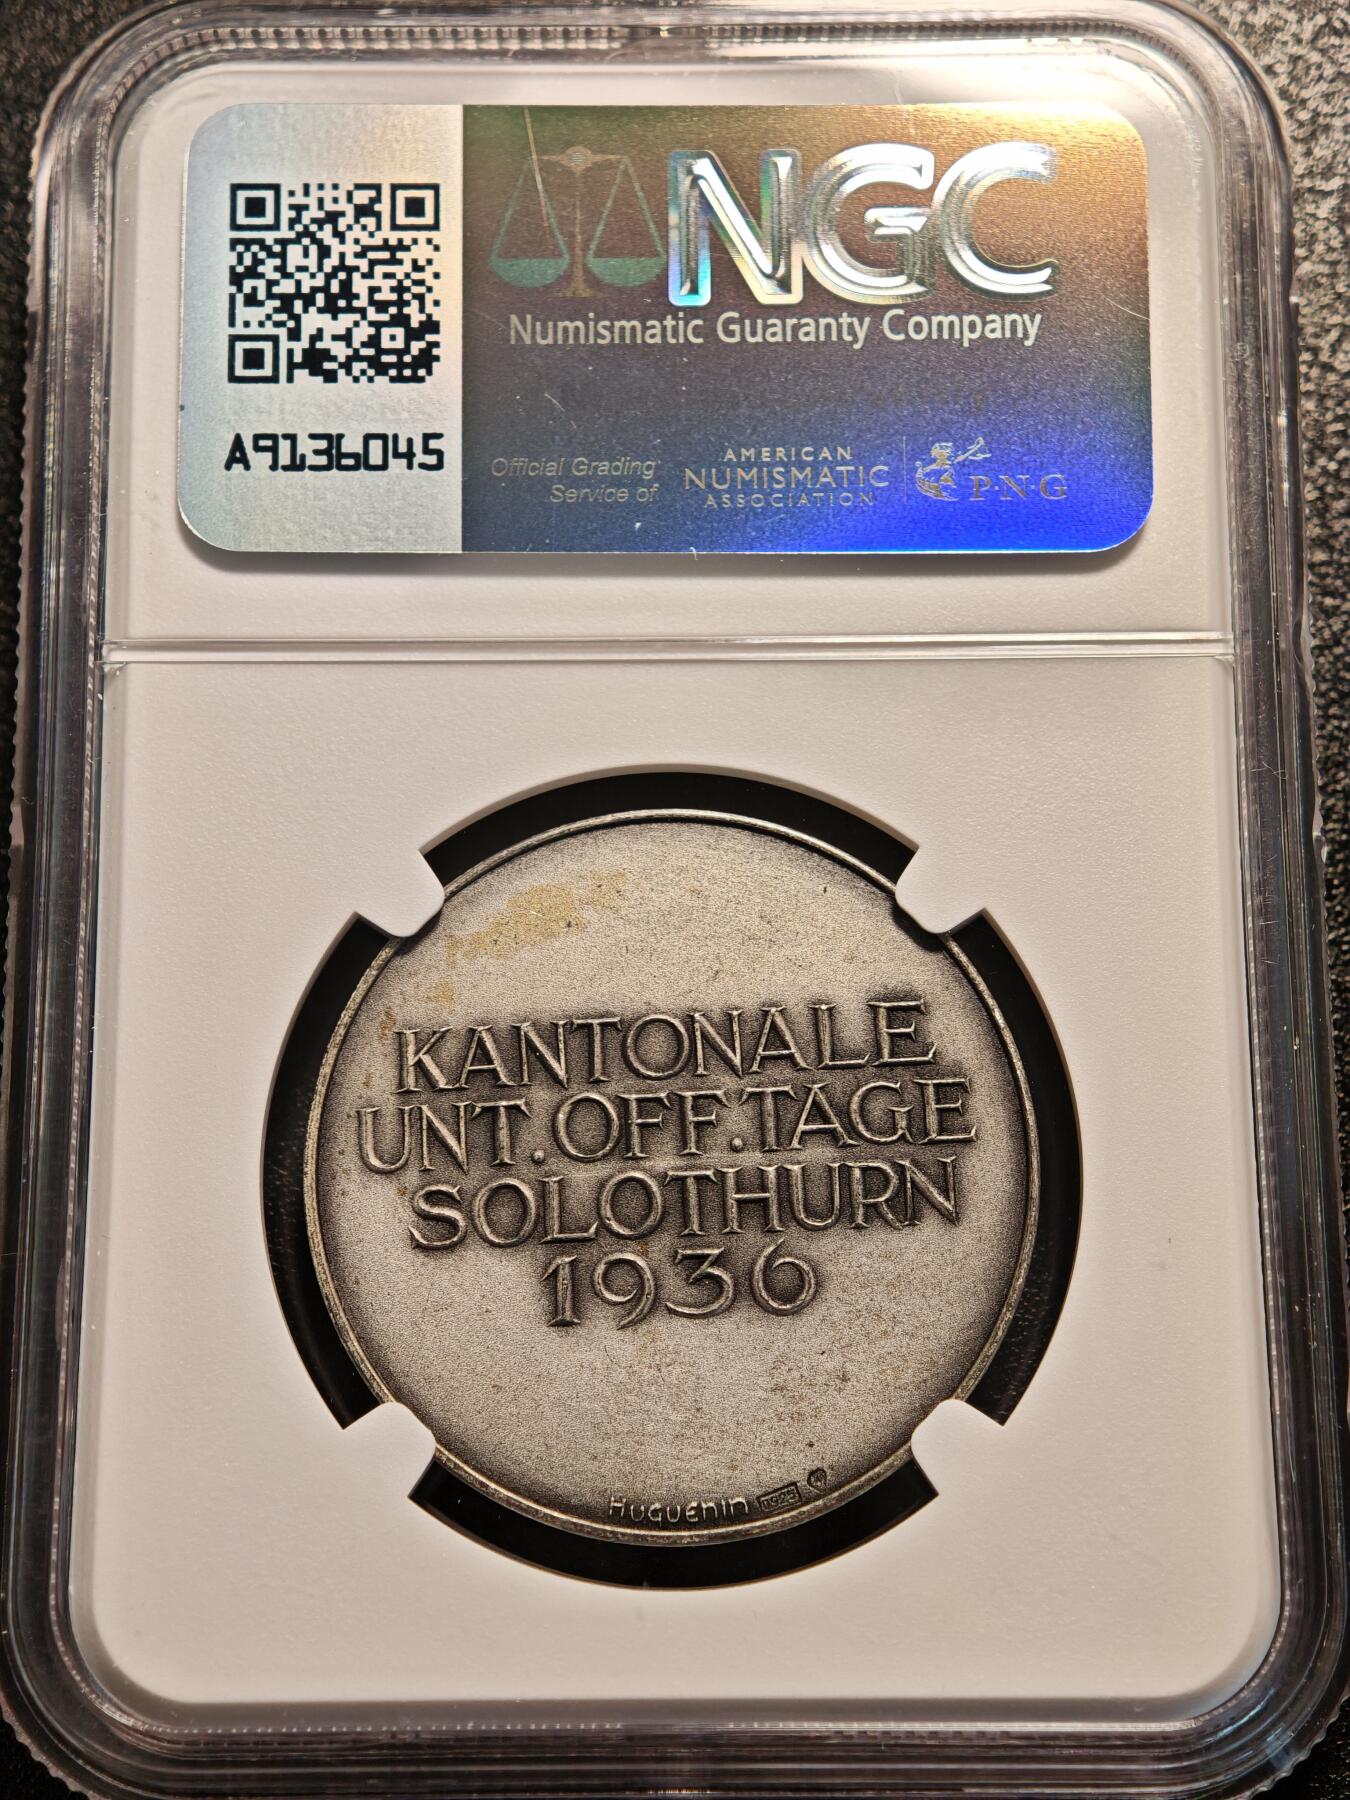 NGC
Numismatic Guaranty Company
A9136045
Official Grading
Service of
AMERICAN
NUMISMATIC
ASSOCIATION
P·N·G
KANTONALE
UNT.OFF.TAGE
SOLOTHURN
1936
HUGUENIN 0925